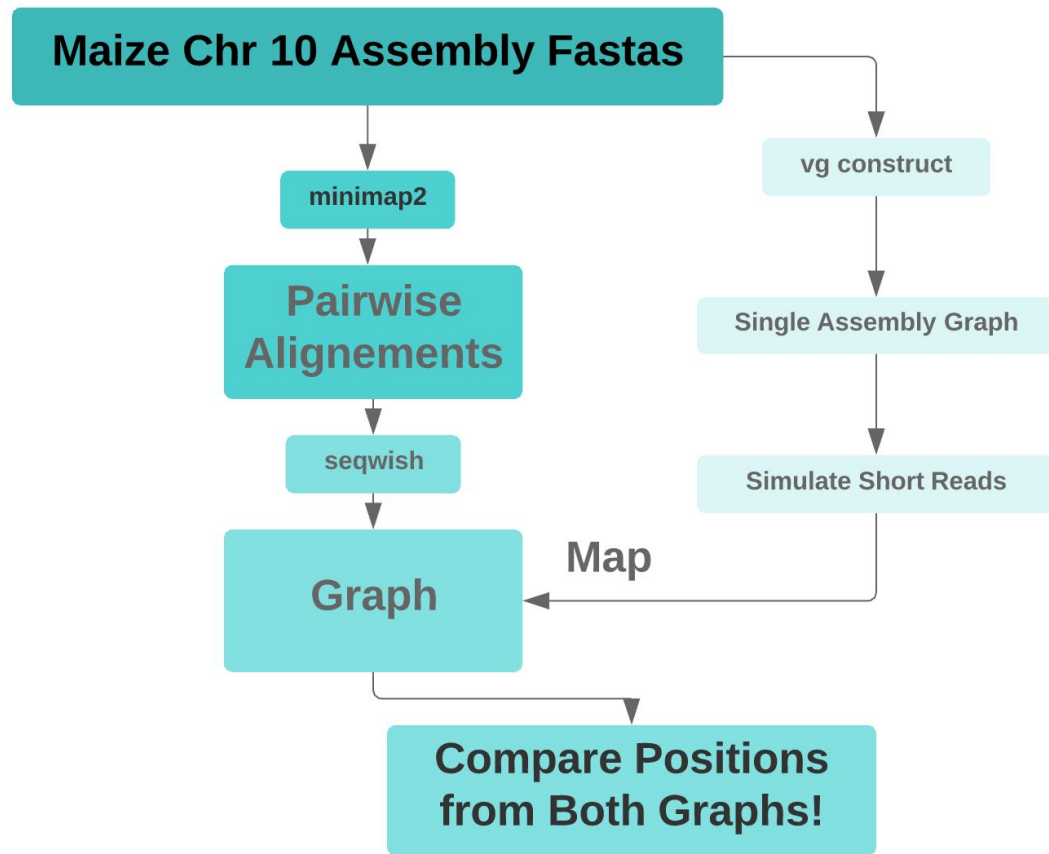 Maize Chr 10 Assembly Fastas
vg construct
minimap2
Pairwise
Alignements
Single Assembly Graph
seqwish
Simulate Short Reads
Map
Graph
Compare Positions
from Both Graphs!